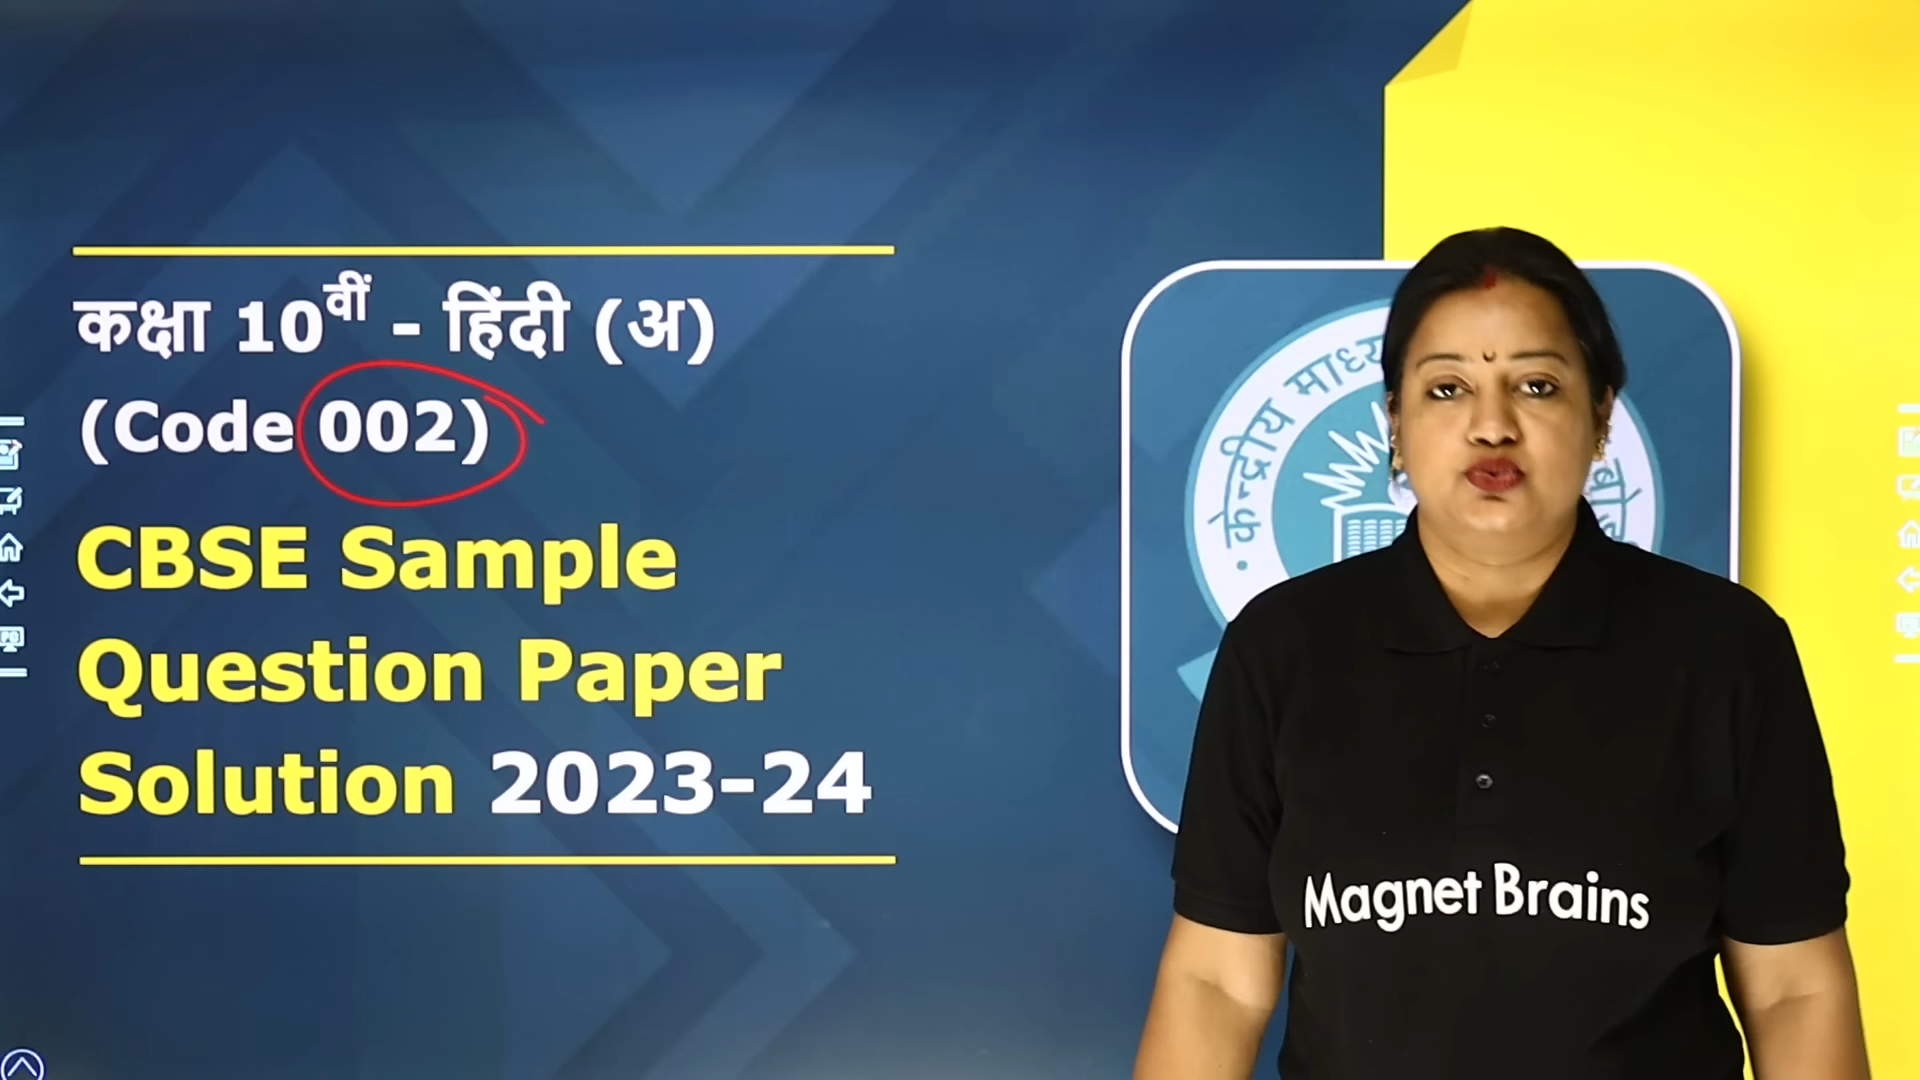 कक्षा 10वीं - हिंदी (अ)
(Code 002)
CBSE Sample
Question Paper
Solution 2023-24
केन्द्रीय माध्य
Magnet Brains